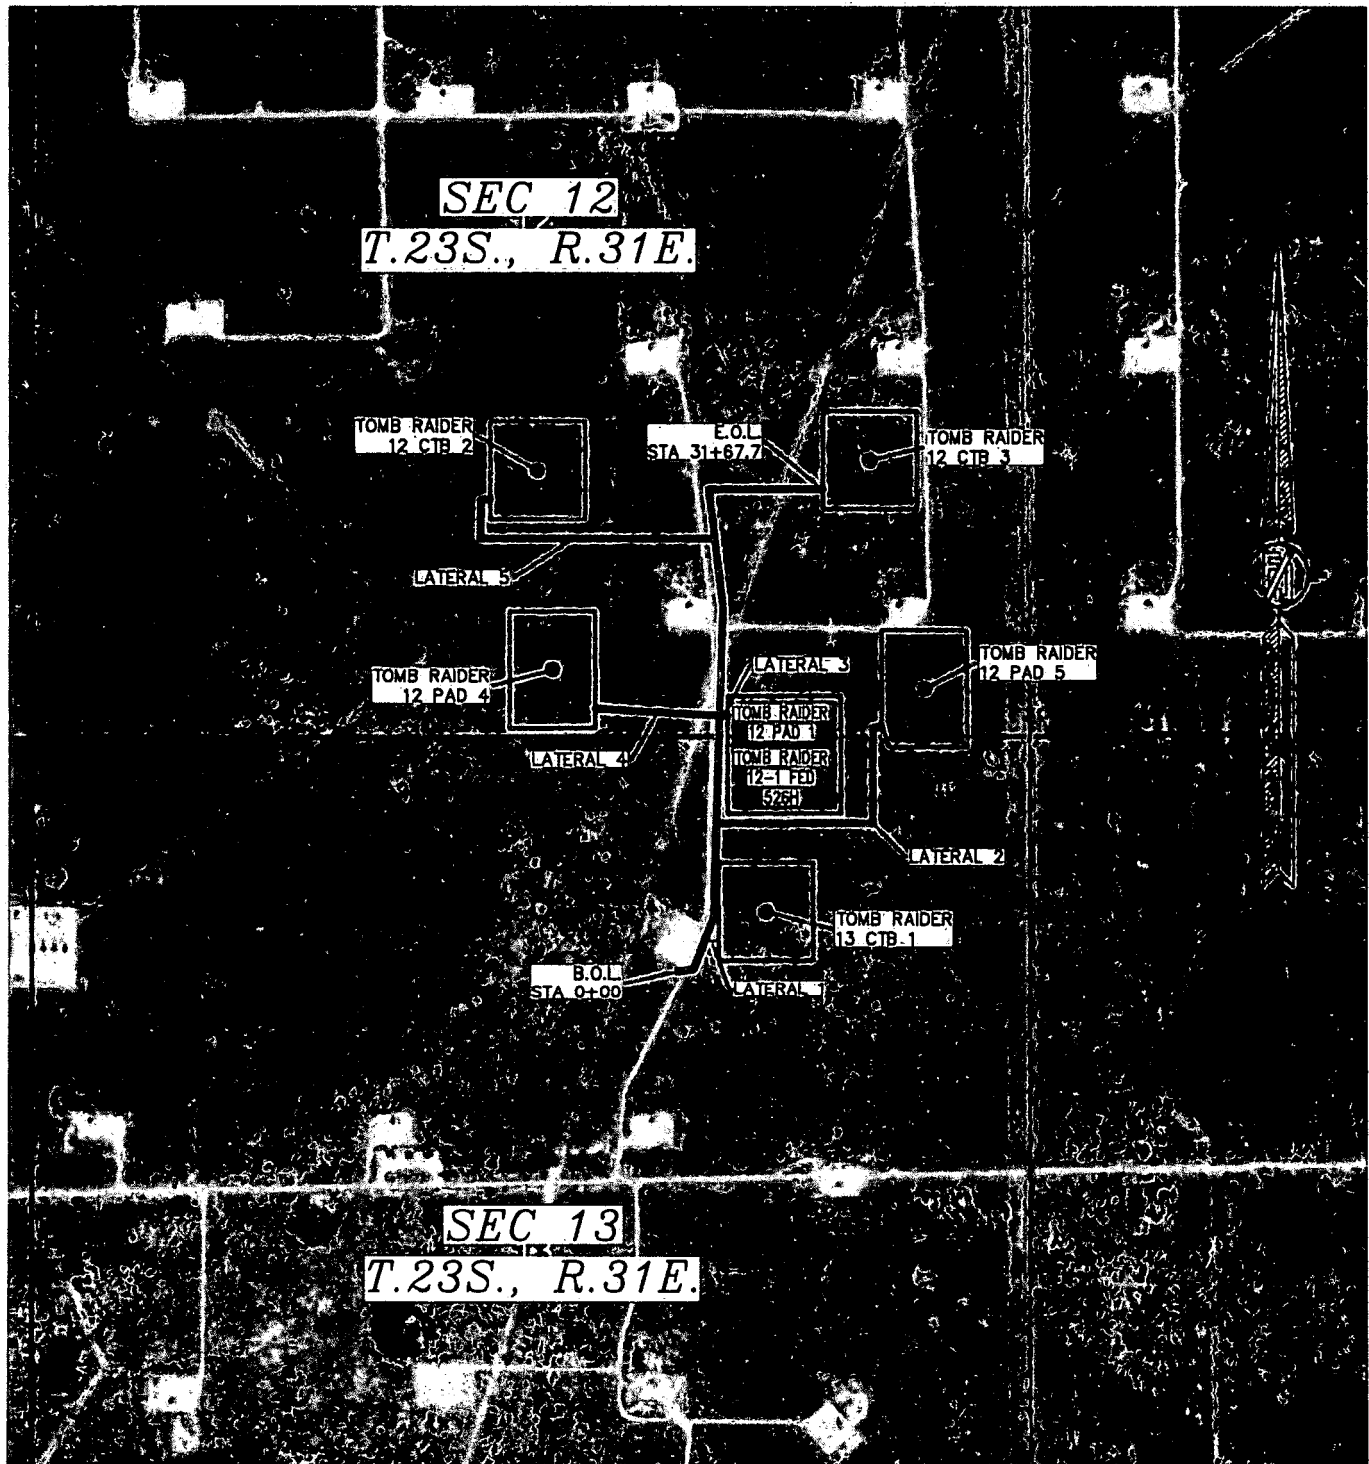 SEC 12
T.23S., R.31E.
TOMB RAIDER
12 CTB 2
E.O.L.
STA 31+67.7
TOMB RAIDER
12 CTB 3
LATERAL 5
TOMB RAIDER
12 PAD 4
LATERAL 3
TOMB RAIDER
12 PAD 5
TOMB RAIDER
12 PAD 1
TOMB RAIDER
12-1 FED
526H
LATERAL 4
LATERAL 2
TOMB RAIDER
13 CTB 1
B.O.L.
STA 0+00
LATERAL 1
SEC 13
T.23S., R.31E.